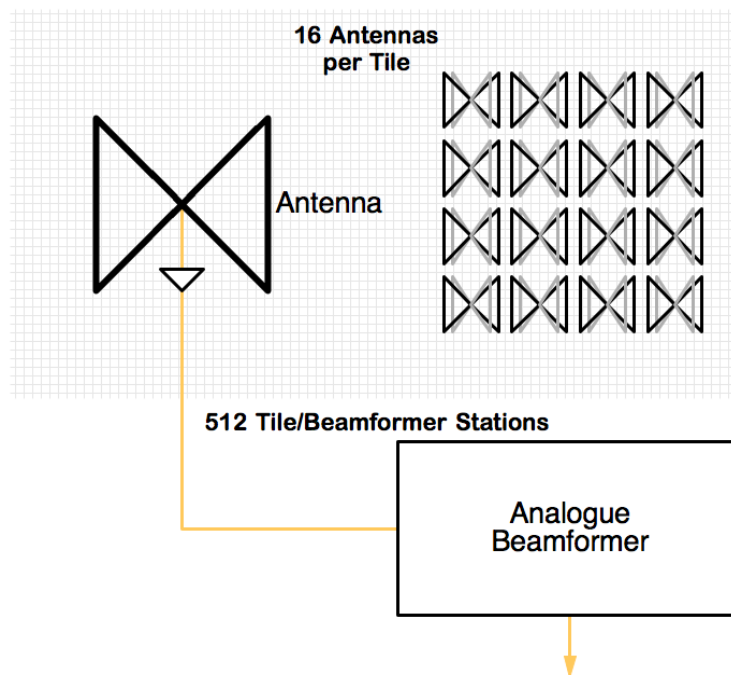 16 Antennas
per Tile
Antenna
512 Tile/Beamformer Stations
Analogue
Beamformer